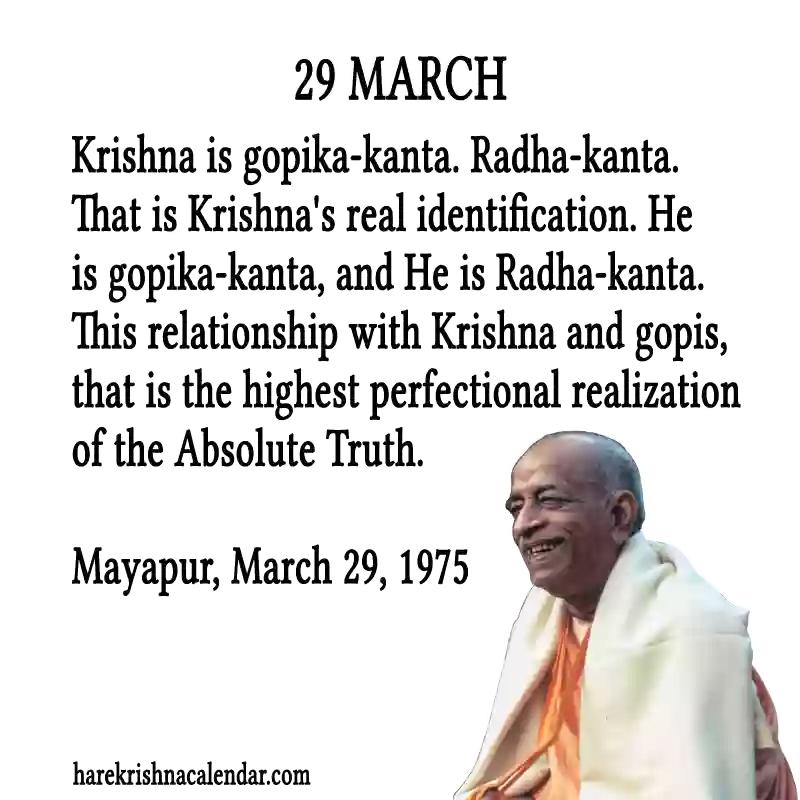 29 MARCH
Krishna is gopika-kanta. Radha-kanta.
That is Krishna's real identification. He
is gopika-kanta, and He is Radha-kanta.
This relationship with Krishna and gopis,
that is the highest perfectional realization
of the Absolute Truth.
Mayapur, March 29, 1975
harekrishnacalendar.com